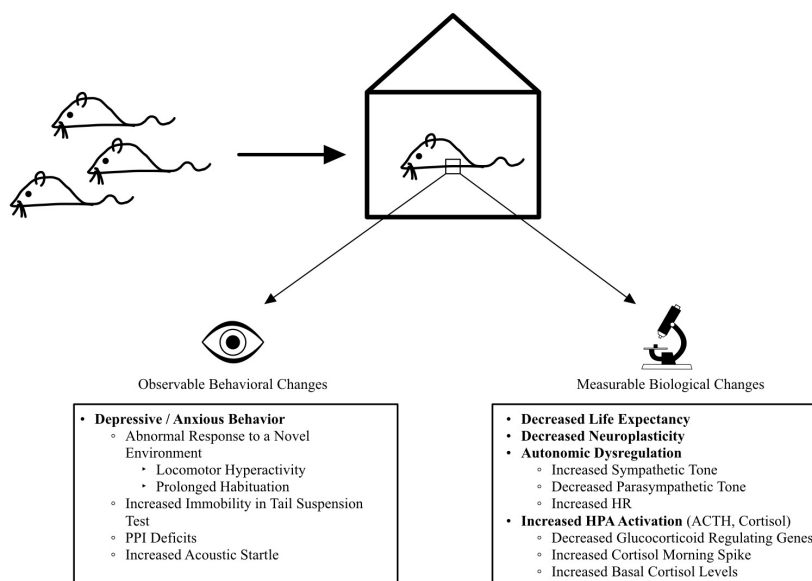 Observable Behavioral Changes
• Depressive / Anxious Behavior
◦ Abnormal Response to a Novel
Environment
‣ Locomotor Hyperactivity
‣ Prolonged Habituation
◦ Increased Immobility in Tail Suspension
Test
◦ PPI Deficits
◦ Increased Acoustic Startle
Measurable Biological Changes
• Decreased Life Expectancy
• Decreased Neuroplasticity
• Autonomic Dysregulation
◦ Increased Sympathetic Tone
◦ Decreased Parasympathetic Tone
◦ Increased HR
• Increased HPA Activation (ACTH, Cortisol)
◦ Decreased Glucocorticoid Regulating Genes
◦ Increased Cortisol Morning Spike
◦ Increased Basal Cortisol Levels